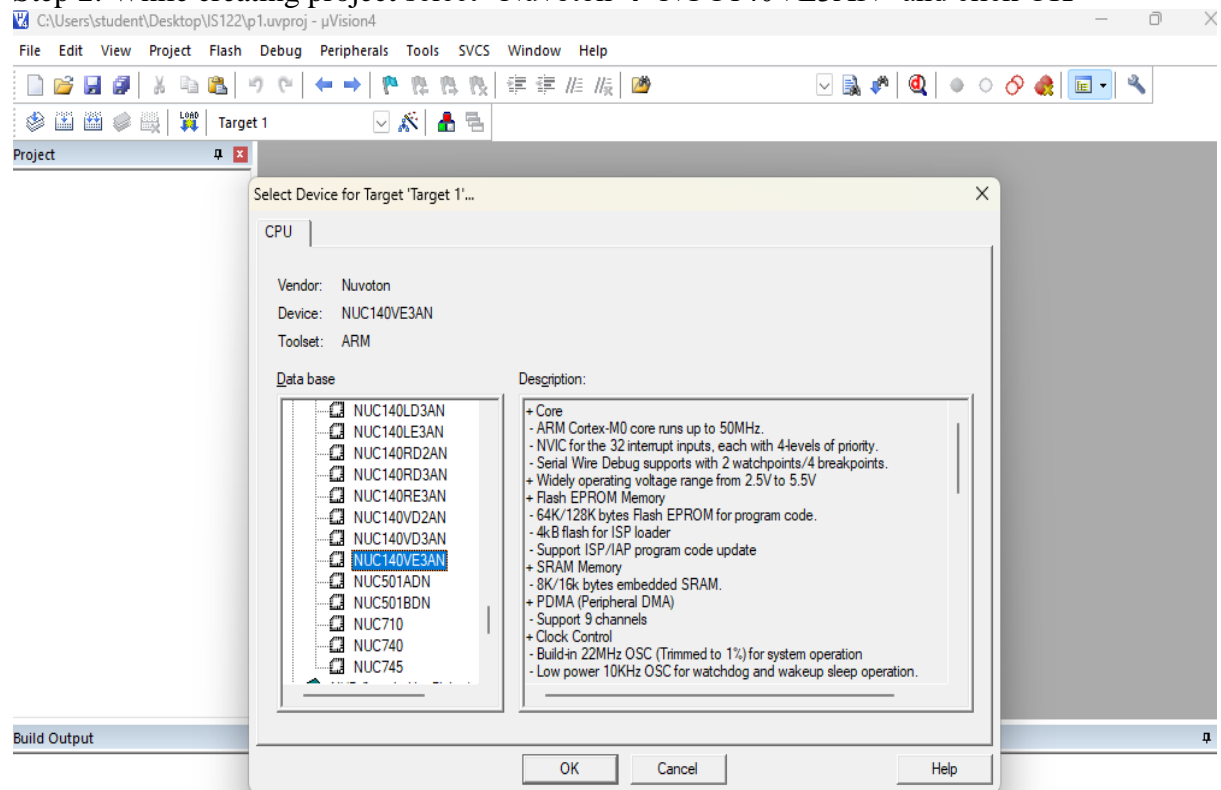 C:\Users\student\Desktop\IS122\p1.uvproj - µVision4
File Edit View Project Flash Debug Peripherals Tools SVCS Window Help
LOAD Target 1
Project
Select Device for Target 'Target 1'...
CPU
Vendor: Nuvoton
Device: NUC140VE3AN
Toolset: ARM
Data base
Description:
NUC140LD3AN
NUC140LE3AN
NUC140RD2AN
NUC140RD3AN
NUC140RE3AN
NUC140VD2AN
NUC140VD3AN
NUC140VE3AN
NUC501ADN
NUC501BDN
NUC710
NUC740
NUC745
+ Core
- ARM Cortex-M0 core runs up to 50MHz.
- NVIC for the 32 interrupt inputs, each with 4-levels of priority.
- Serial Wire Debug supports with 2 watchpoints/4 breakpoints.
+ Widely operating voltage range from 2.5V to 5.5V
+ Flash EPROM Memory
- 64K/128K bytes Flash EPROM for program code.
- 4kB flash for ISP loader
- Support ISP/IAP program code update
+ SRAM Memory
- 8K/16k bytes embedded SRAM.
+ PDMA (Peripheral DMA)
- Support 9 channels
+ Clock Control
- Build-in 22MHz OSC (Trimmed to 1%) for system operation
- Low power 10KHz OSC for watchdog and wakeup sleep operation.
OK Cancel Help
Build Output